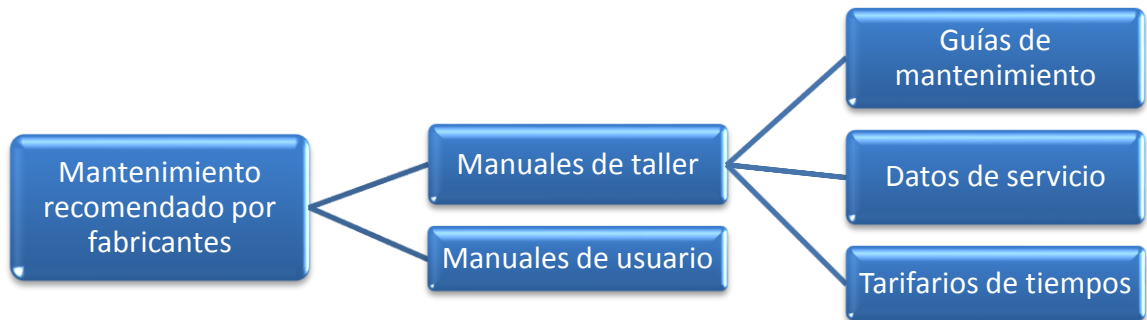 Mantenimiento
recomendado por
fabricantes
Manuales de taller
Manuales de usuario
Guías de
mantenimiento
Datos de servicio
Tarifarios de tiempos